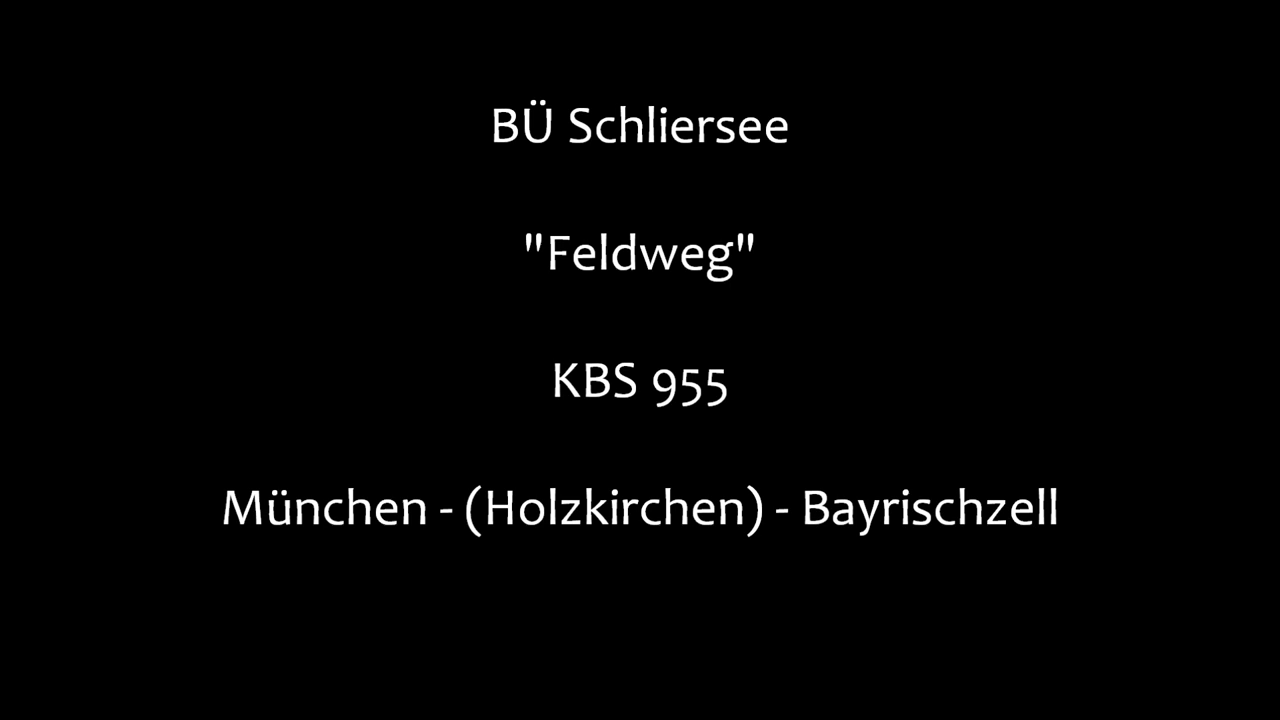 BÜ Schliersee
"Feldweg"
KBS 955
München - (Holzkirchen) - Bayrischzell